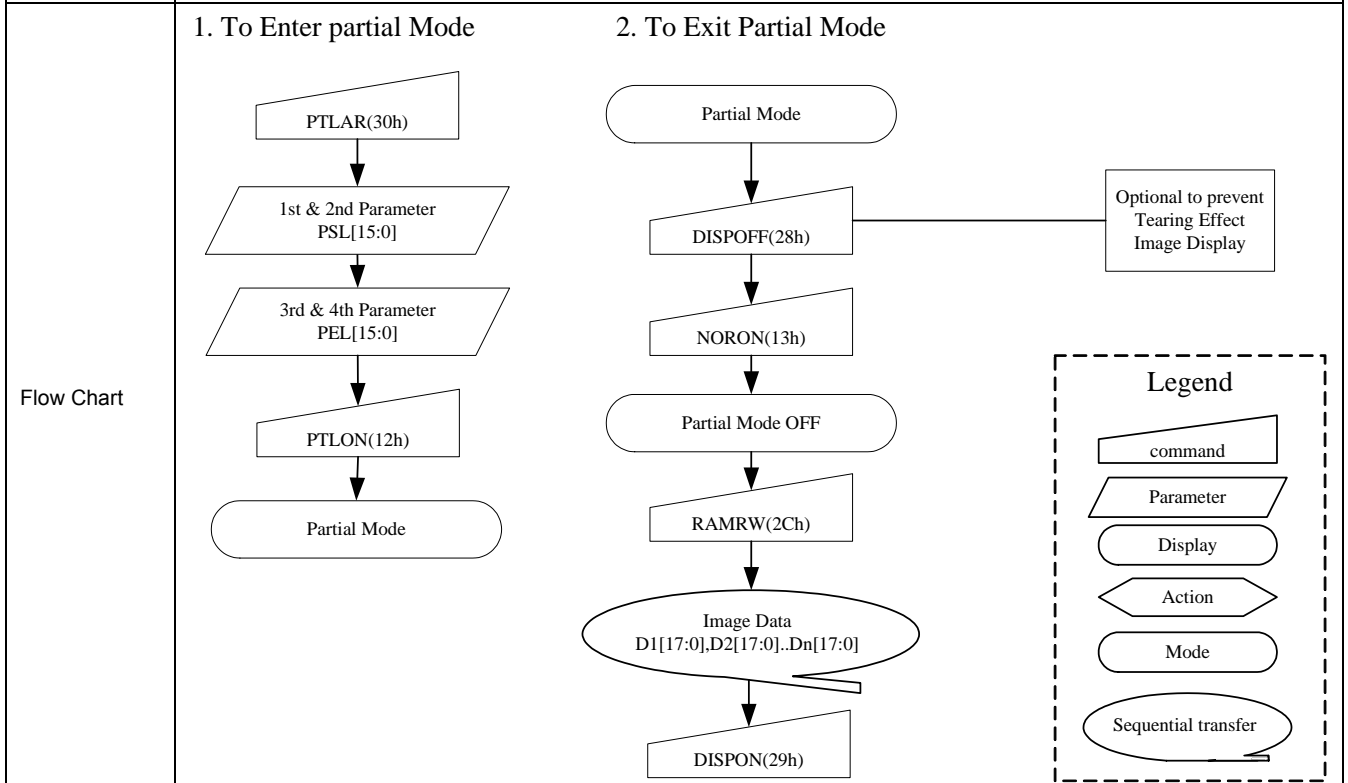 Flow Chart
1. To Enter partial Mode
PTLAR(30h)
1st & 2nd Parameter
PSL[15:0]
3rd & 4th Parameter
PEL[15:0]
PTLON(12h)
Partial Mode
2. To Exit Partial Mode
Partial Mode
DISPOFF(28h)
Optional to prevent
Tearing Effect
Image Display
NORON(13h)
Partial Mode OFF
RAMRW(2Ch)
Image Data
D1[17:0],D2[17:0]..Dn[17:0]
DISPON(29h)
Legend
command
Parameter
Display
Action
Mode
Sequential transfer